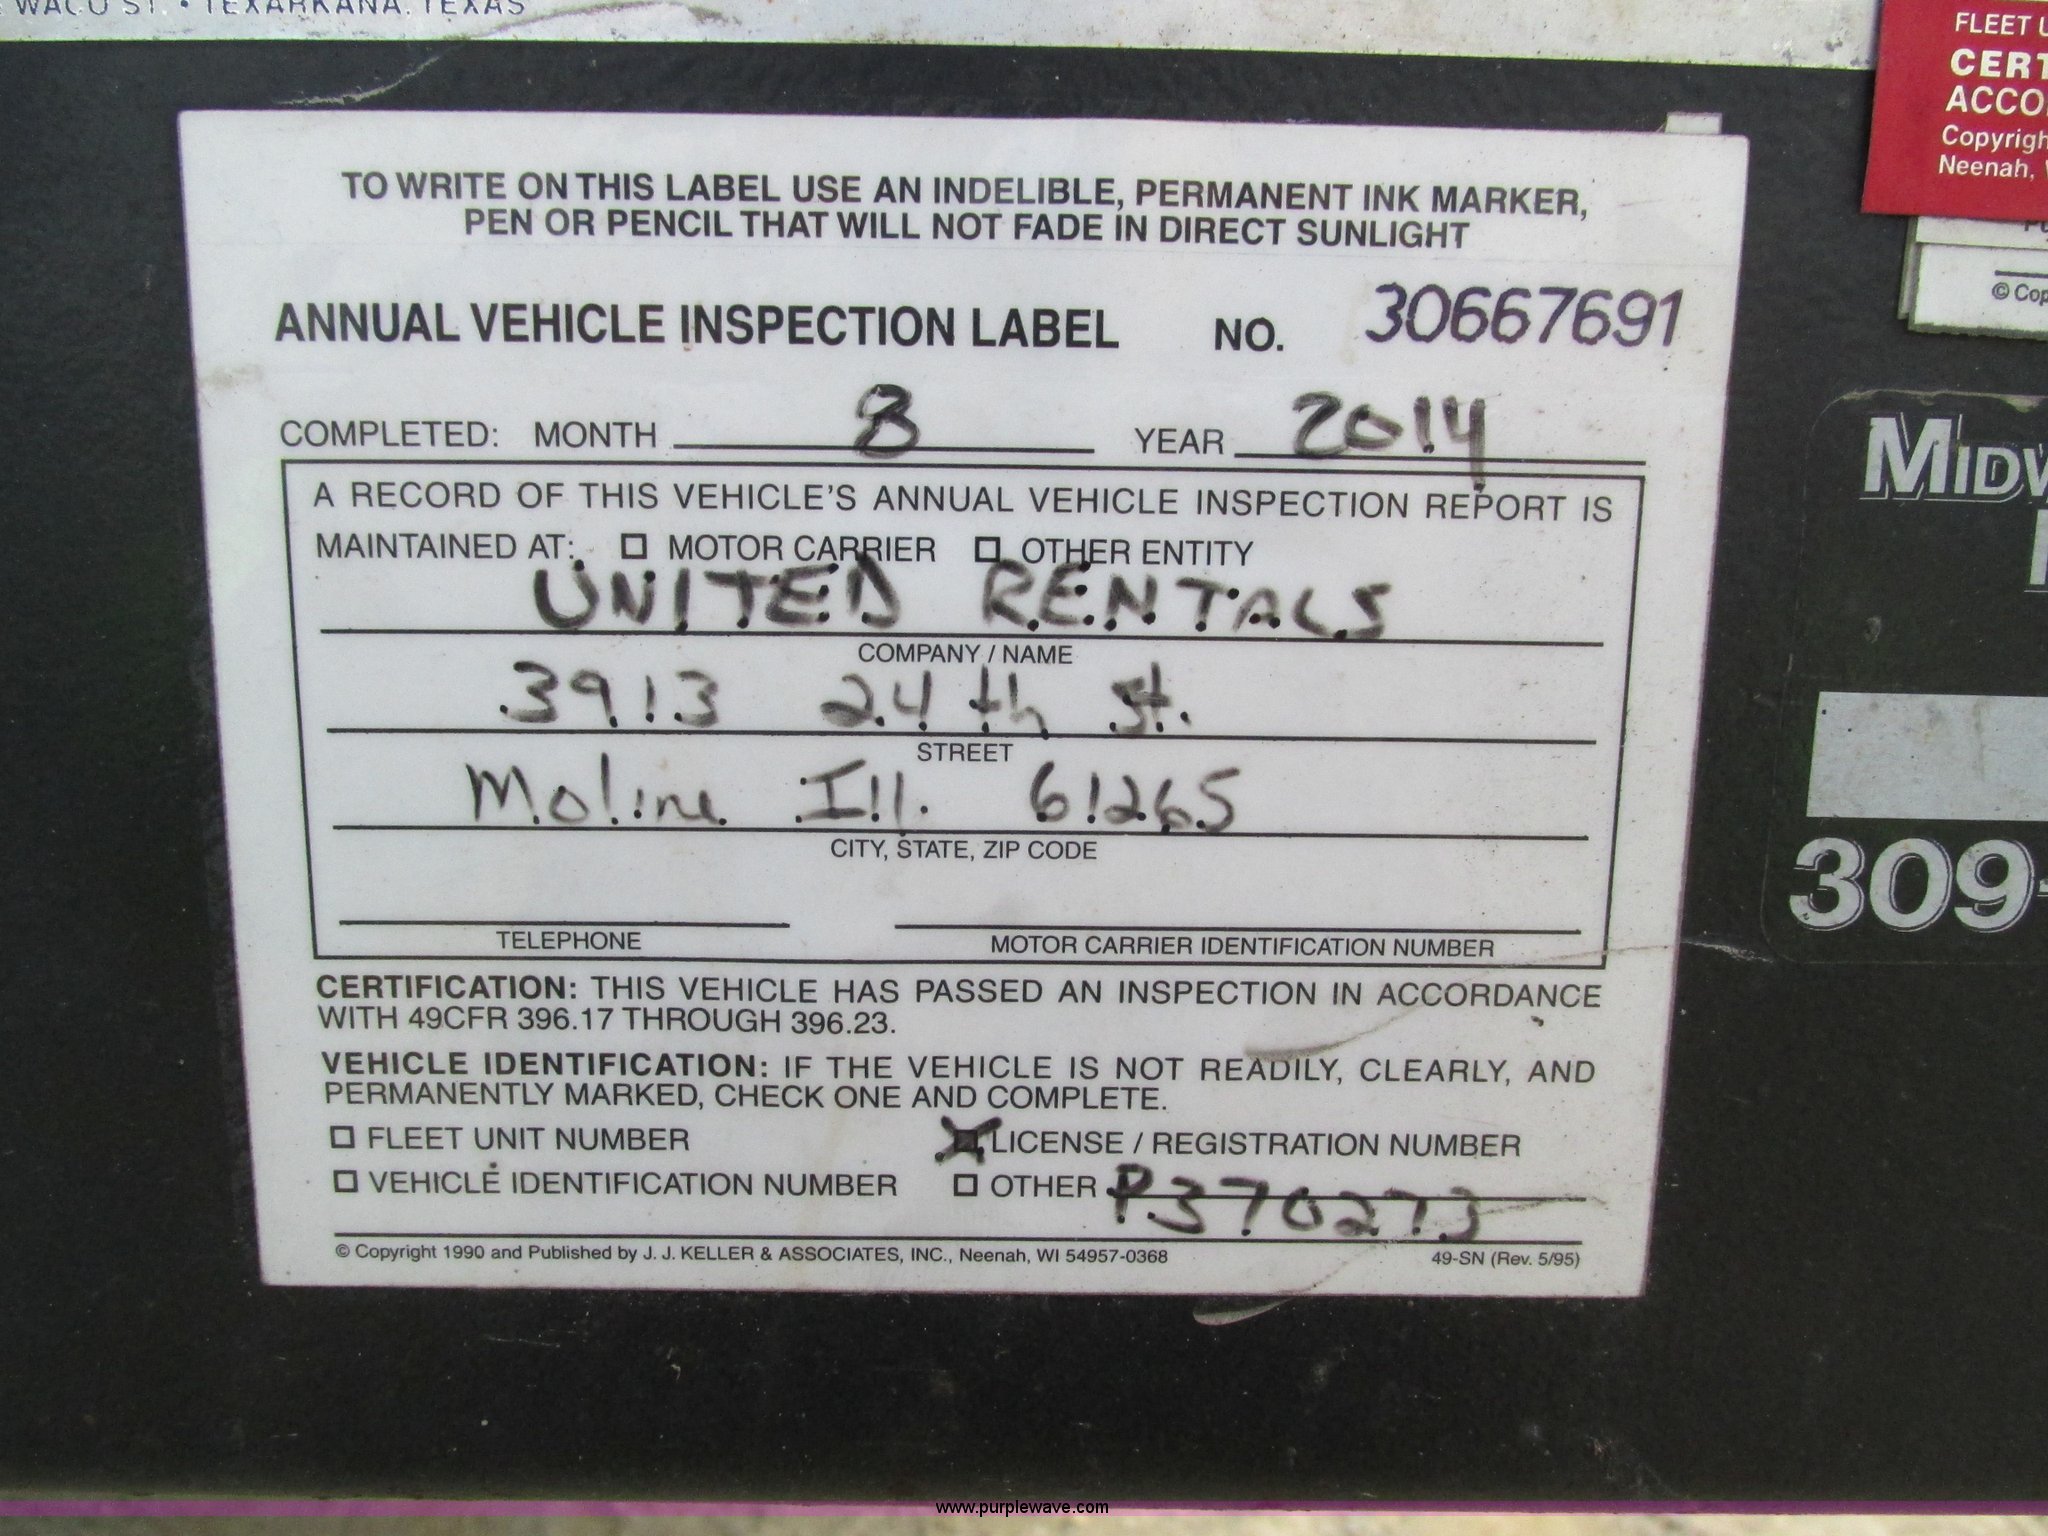 WACO ST. • TEXARKANA, TEXAS
FLEET U
CERT
ACCO
Copyrigh
Neenah,
TO WRITE ON THIS LABEL USE AN INDELIBLE, PERMANENT INK MARKER,
PEN OR PENCIL THAT WILL NOT FADE IN DIRECT SUNLIGHT
© Cop
ANNUAL VEHICLE INSPECTION LABEL NO. 30667691
COMPLETED: MONTH 8 YEAR 2014
A RECORD OF THIS VEHICLE'S ANNUAL VEHICLE INSPECTION REPORT IS
MAINTAINED AT: MOTOR CARRIER OTHER ENTITY
UNITED RENTALS
COMPANY / NAME
3913 24th st.
STREET
Moline Ill. 61265
CITY, STATE, ZIP CODE
TELEPHONE MOTOR CARRIER IDENTIFICATION NUMBER
CERTIFICATION: THIS VEHICLE HAS PASSED AN INSPECTION IN ACCORDANCE
WITH 49CFR 396.17 THROUGH 396.23.
VEHICLE IDENTIFICATION: IF THE VEHICLE IS NOT READILY, CLEARLY, AND
PERMANENTLY MARKED, CHECK ONE AND COMPLETE.
FLEET UNIT NUMBER LICENSE / REGISTRATION NUMBER
VEHICLE IDENTIFICATION NUMBER OTHER P370273
© Copyright 1990 and Published by J. J. KELLER & ASSOCIATES, INC., Neenah, WI 54957-0368 49-SN (Rev. 5/95)
MIDW
309-
www.purplewave.com